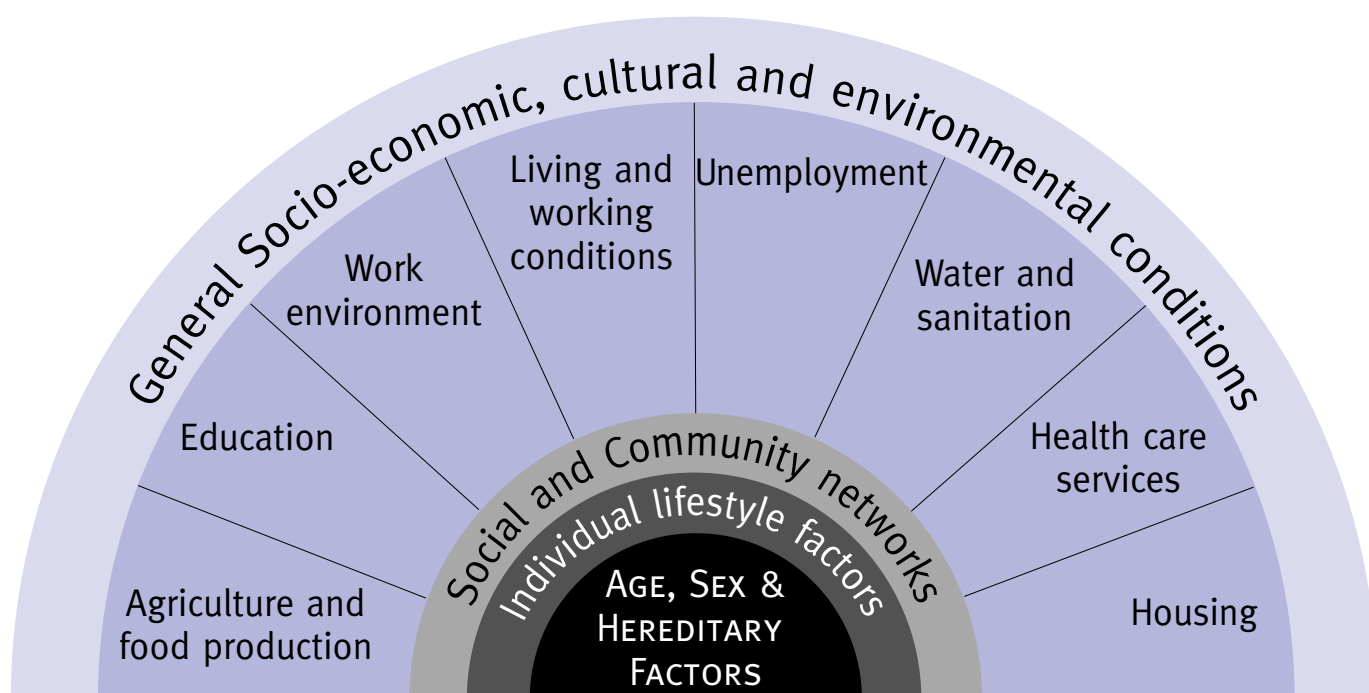 General Socio-economic, cultural and environmental conditions
Living and
working
conditions
Unemployment
Work
environment
Water and
sanitation
Education
Health care
services
Agriculture and
food production
Housing
Social and Community networks
Individual lifestyle factors
AGE, SEX &
HEREDITARY
FACTORS